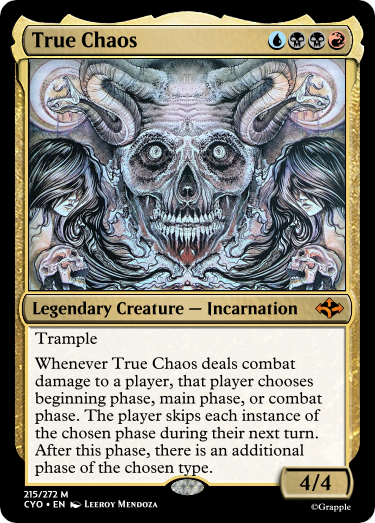 True Chaos
Legendary Creature — Incarnation
Trample
Whenever True Chaos deals combat
damage to a player, that player chooses
beginning phase, main phase, or combat
phase. The player skips each instance of
the chosen phase during their next turn.
After this phase, there is an additional
phase of the chosen type.
4/4
215/272 M
CYO • EN Leeroy Mendoza
©Grapple